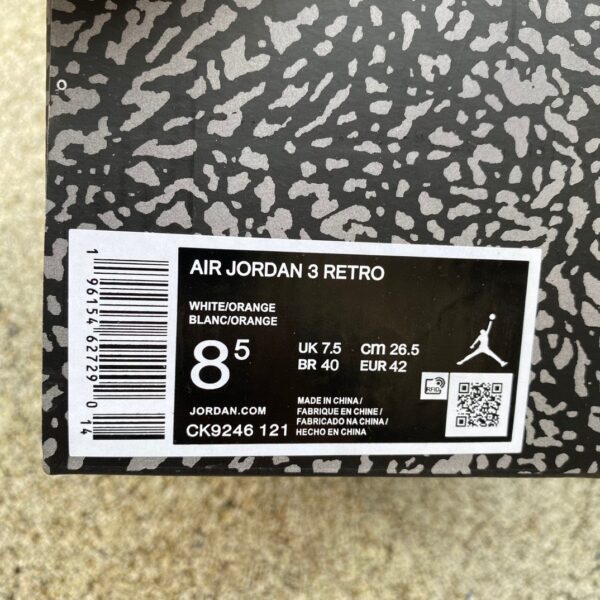 AIR JORDAN 3 RETRO
WHITE/ORANGE
BLANC/ORANGE
8⁵
UK 7.5 cm 26.5
BR 40 EUR 42
JORDAN.COM
CK9246 121
MADE IN CHINA/
FABRIQUE EN CHINE/
FABRICADO NA CHINA/
HECHO EN CHINA
RFID
1 96154 62729 0 14